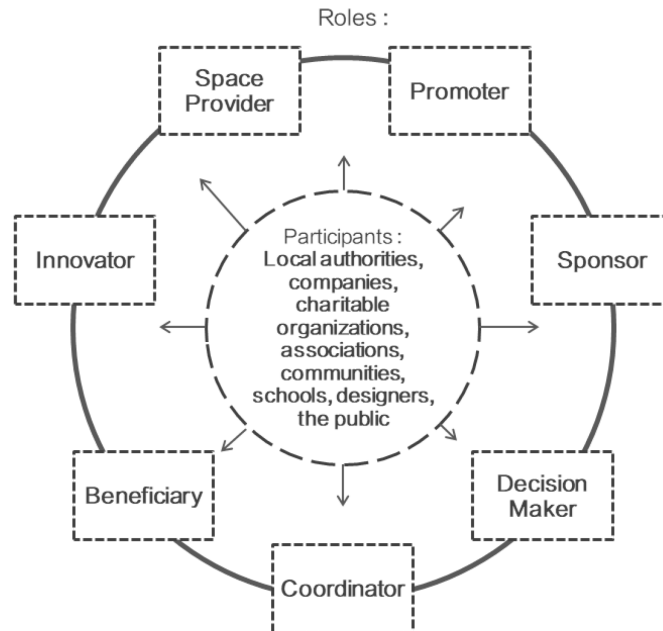 Roles :
Space
Provider
Promoter
Innovator
Sponsor
Participants :
Local authorities,
companies,
charitable
organizations,
associations,
communities,
schools, designers,
the public
Beneficiary
Decision
Maker
Coordinator